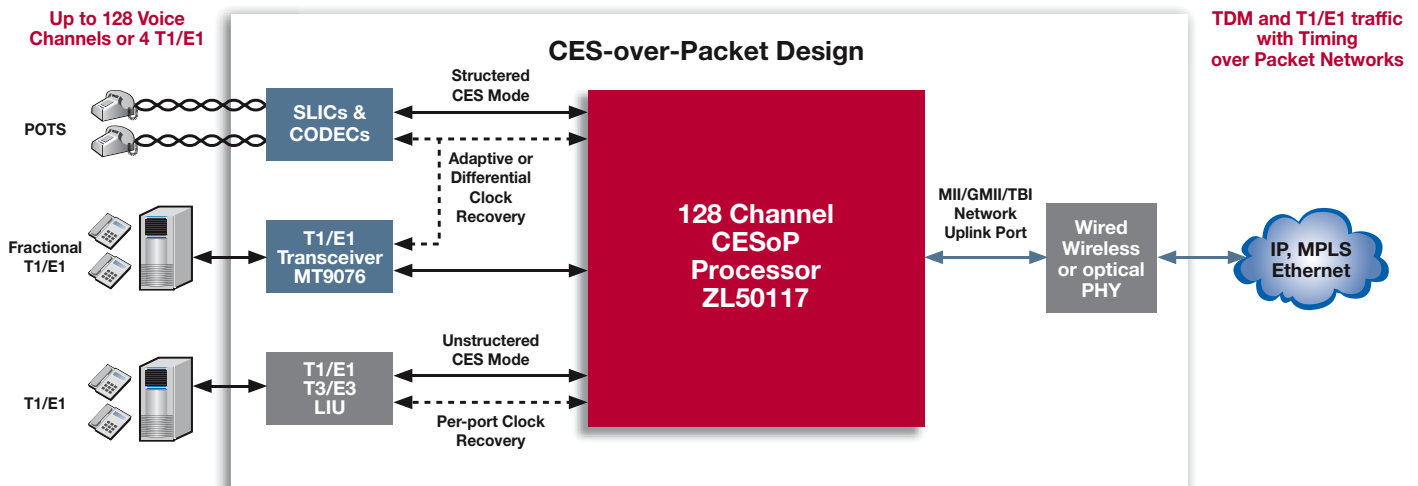 Up to 128 Voice
Channels or 4 T1/E1
CES-over-Packet Design
TDM and T1/E1 traffic
with Timing
over Packet Networks
POTS
SLICs &
CODECs
Structered
CES Mode
Adaptive or
Differential
Clock
Recovery
Fractional
T1/E1
T1/E1
Transceiver
MT9076
128 Channel
CESoP
Processor
ZL50117
MII/GMII/TBI
Network
Uplink Port
Wired
Wireless
or optical
PHY
IP, MPLS
Ethernet
T1/E1
T1/E1
T3/E3
LIU
Unstructered
CES Mode
Per-port Clock
Recovery